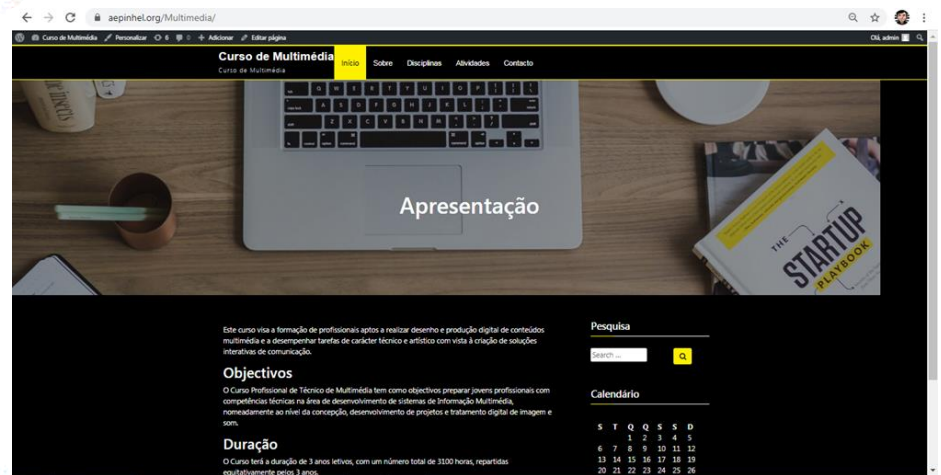 aepinhel.org/Multimedia/
Curso de Multimédia Personalizar 6 0 Adicionar Editar página Olá, admin
Curso de Multimédia
Curso de Multimédia
Início Sobre Disciplinas Atividades Contacto
Apresentação
THE
STARTUP
PLAYBOOK
Este curso visa a formação de profissionais aptos a realizar desenho e produção digital de conteúdos
multimédia e a desempenhar tarefas de carácter técnico e artístico com vista à criação de soluções
interativas de comunicação.
Objectivos
O Curso Profissional de Técnico de Multimédia tem como objectivos preparar jovens profissionais com
competências técnicas na área de desenvolvimento de sistemas de Informação Multimédia,
nomeadamente ao nível da concepção, desenvolvimento de projetos e tratamento digital de imagem e
som.
Duração
O Curso terá a duração de 3 anos letivos, com um número total de 3100 horas, repartidas
equitativamente pelos 3 anos.
Pesquisa
Search ...
Calendário
S T Q Q S S D
1 2 3 4 5
6 7 8 9 10 11 12
13 14 15 16 17 18 19
20 21 22 23 24 25 26